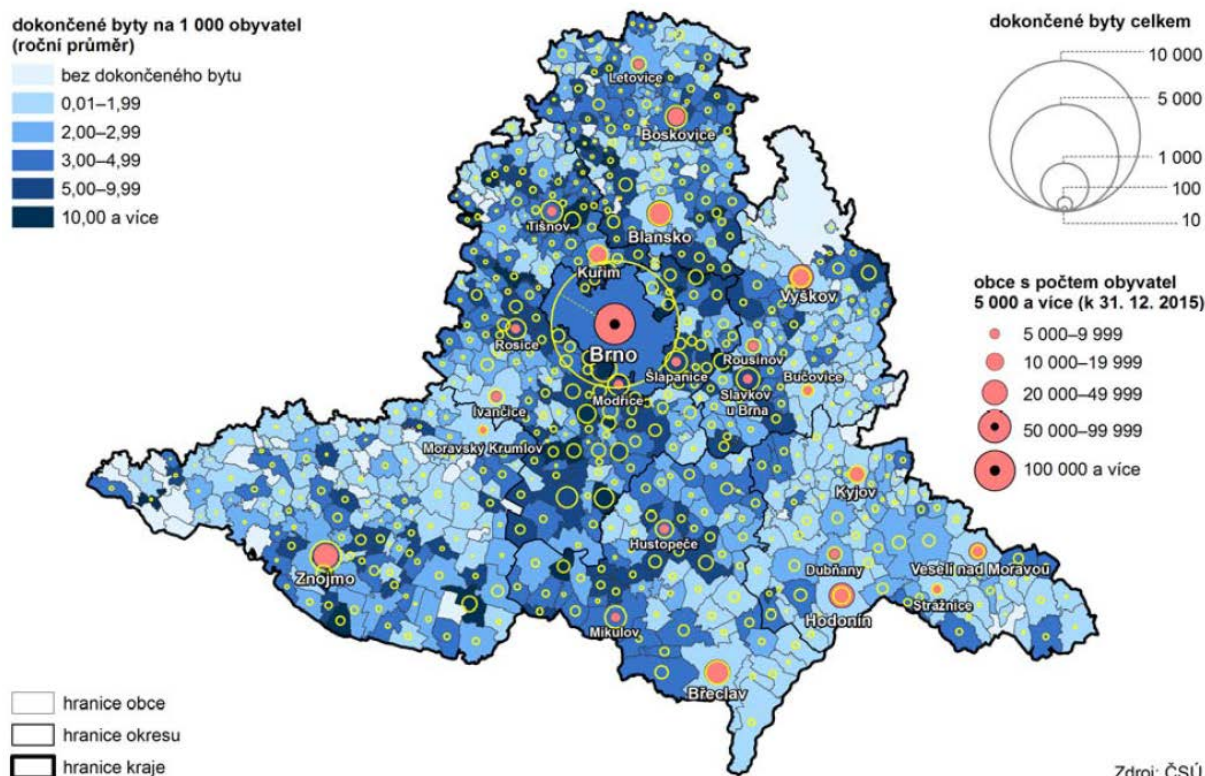 dokončené byty na 1 000 obyvatel
(roční průměr)
bez dokončeného bytu
0,01–1,99
2,00–2,99
3,00–4,99
5,00–9,99
10,00 a více
dokončené byty celkem
10 000
5 000
1 000
100
10
obce s počtem obyvatel
5 000 a více (k 31. 12. 2015)
5 000–9 999
10 000–19 999
20 000–49 999
50 000–99 999
100 000 a více
Letovice
Boskovice
Tišnov
Blansko
Kuřim
Vyškov
Rosice
Brno
Rousínov
Šlapanice
Bučovice
Modřice
Slavkov
u Brna
Ivančice
Moravský Krumlov
Kyjov
Hustopeče
Znojmo
Dubňany
Veselí nad Moravou
Hodonín
Strážnice
Mikulov
Břeclav
hranice obce
hranice okresu
hranice kraje
Zdroj: ČSÚ